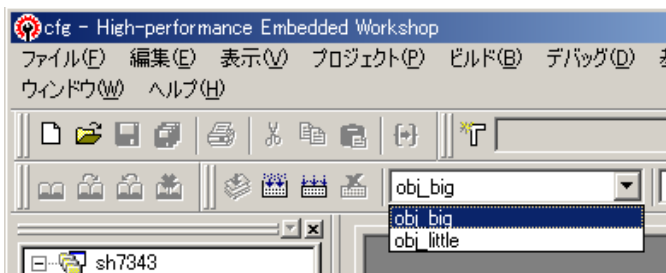 cfg - High-performance Embedded Workshop
ファイル(F) 編集(E) 表示(V) プロジェクト(P) ビルド(B) デバッグ(D)
ウィンドウ(W) ヘルプ(H)
obj_big
obj_big
obj_little
sh7343